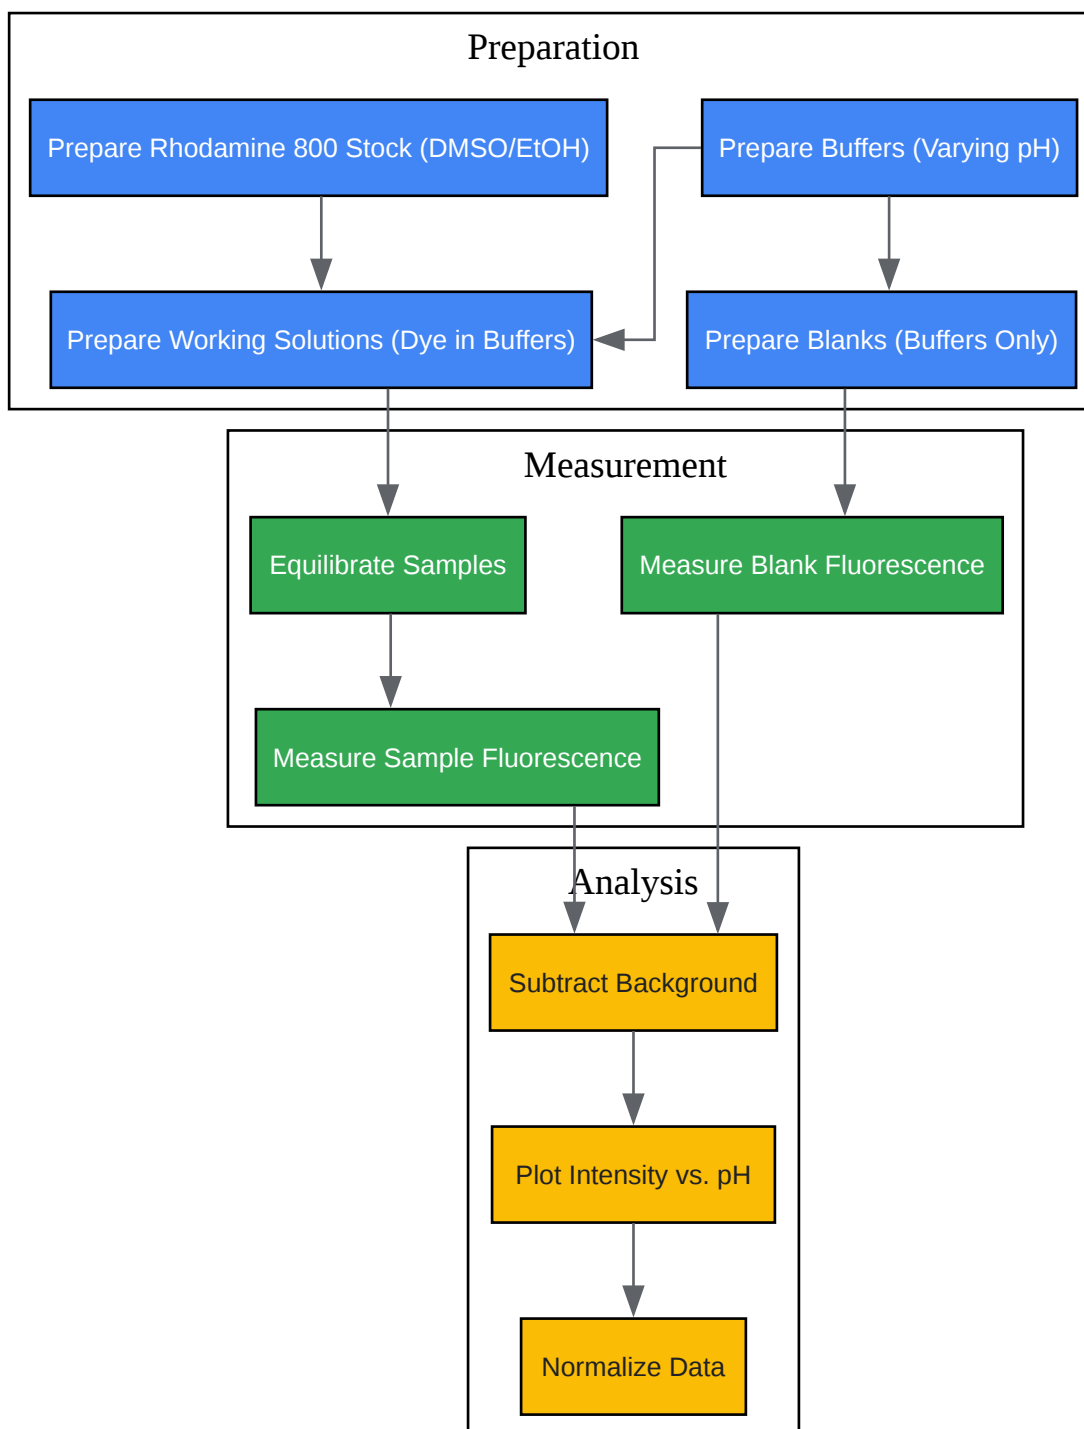 Preparation
Prepare Rhodamine 800 Stock (DMSO/EtOH)
Prepare Buffers (Varying pH)
Prepare Working Solutions (Dye in Buffers)
Prepare Blanks (Buffers Only)
Measurement
Equilibrate Samples
Measure Blank Fluorescence
Measure Sample Fluorescence
Analysis
Subtract Background
Plot Intensity vs. pH
Normalize Data